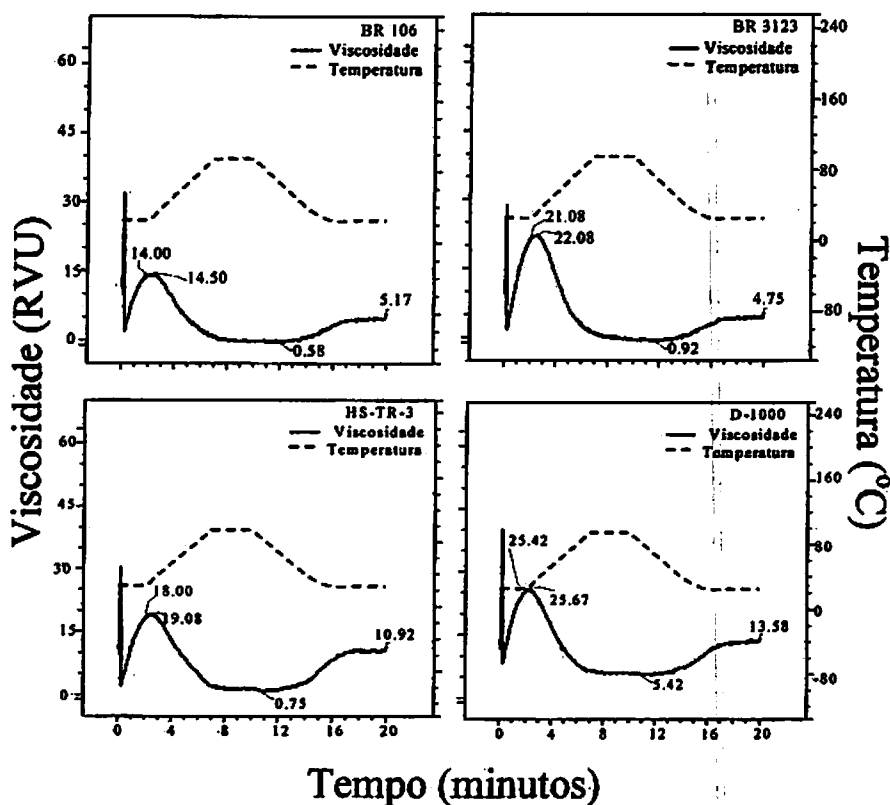 Viscosidade (RVU)
60
45
30
15
0
BR 106
Viscosidade
Temperatura
14.00
14.50
0.58
5.17
BR 3123
Viscosidade
Temperatura
21.08
22.08
0.92
4.75
240
160
80
0
-80
Temperatura (°C)
60
45
30
15
0
HS-TR-3
Viscosidade
Temperatura
18.00
19.08
0.75
10.92
0 4 8 12 16 20
D-1000
Viscosidade
Temperatura
25.42
25.67
5.42
13.58
0 4 8 12 16 20
240
160
80
0
-80
Tempo (minutos)